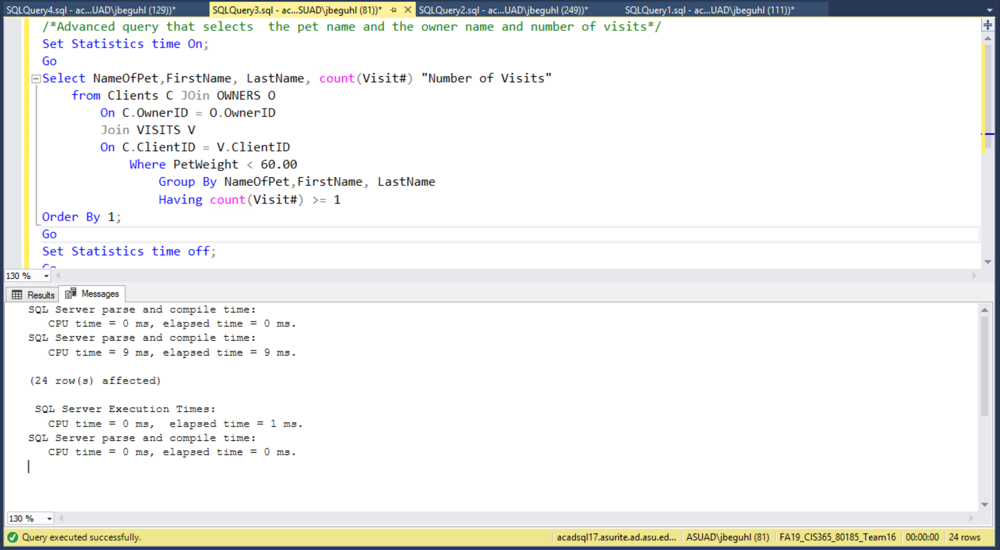 SQLQuery4.sql - ac...UAD\jbeguhl (129))* SQLQuery3.sql - ac...SUAD\jbeguhl (81))* SQLQuery2.sql - ac...UAD\jbeguhl (249))* SQLQuery1.sql - ac...UAD\jbeguhl (111))*
/*Advanced query that selects  the pet name and the owner name and number of visits*/
Set Statistics time On;
Go
Select NameOfPet,FirstName, LastName, count(Visit#) "Number of Visits"
from Clients C JOin OWNERS O
On C.OwnerID = O.OwnerID
Join VISITS V
On C.ClientID = V.ClientID
Where PetWeight < 60.00
Group By NameOfPet,FirstName, LastName
Having count(Visit#) >= 1
Order By 1;
Go
Set Statistics time off;
Go
130 %
Results Messages
SQL Server parse and compile time:
CPU time = 0 ms, elapsed time = 0 ms.
SQL Server parse and compile time:
CPU time = 9 ms, elapsed time = 9 ms.
(24 row(s) affected)
SQL Server Execution Times:
CPU time = 0 ms,  elapsed time = 1 ms.
SQL Server parse and compile time:
CPU time = 0 ms, elapsed time = 0 ms.
130 %
Query executed successfully. acadsql17.asurite.ad.asu.ed... ASUAD\jbeguhl (81) FA19_CIS365_80185_Team16 00:00:00 24 rows